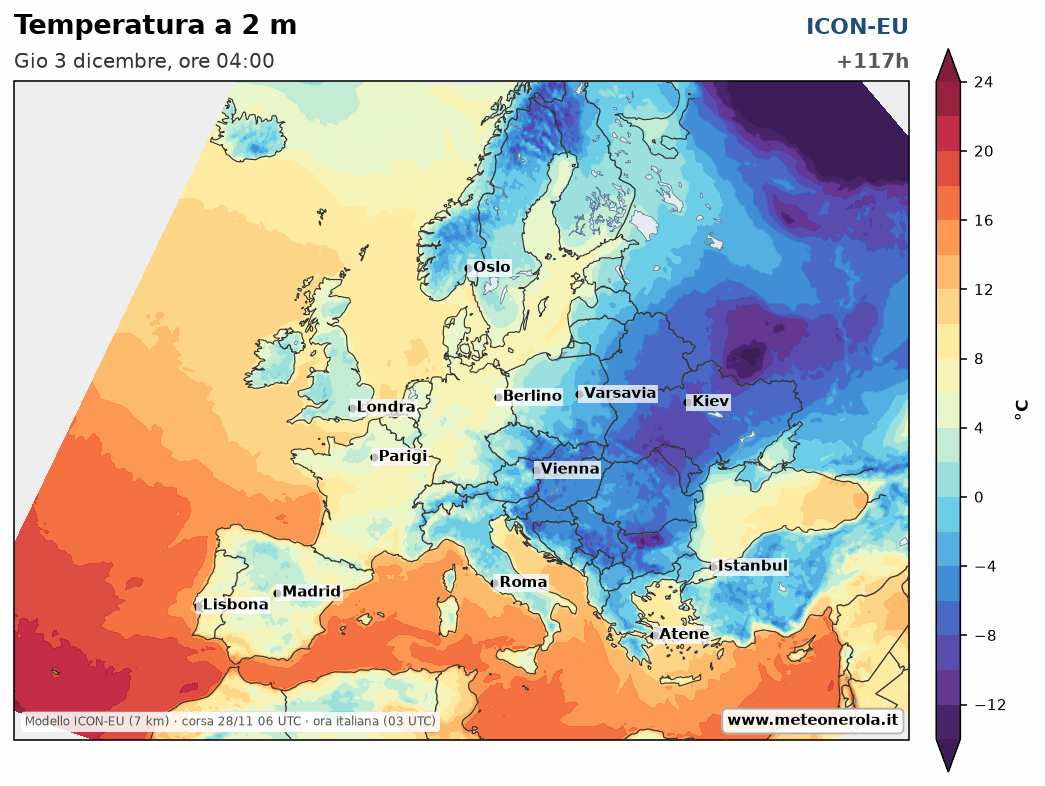 Temperatura a 2 m
ICON-EU
Gio 3 dicembre, ore 04:00
+117h
24
20
16
12
8
4
0
−4
−8
−12
°C
Oslo
Berlino
Varsavia
Kiev
Londra
Parigi
Vienna
Istanbul
Roma
Madrid
Lisbona
Atene
Modello ICON-EU (7 km) · corsa 28/11 06 UTC · ora italiana (03 UTC)
www.meteonerola.it